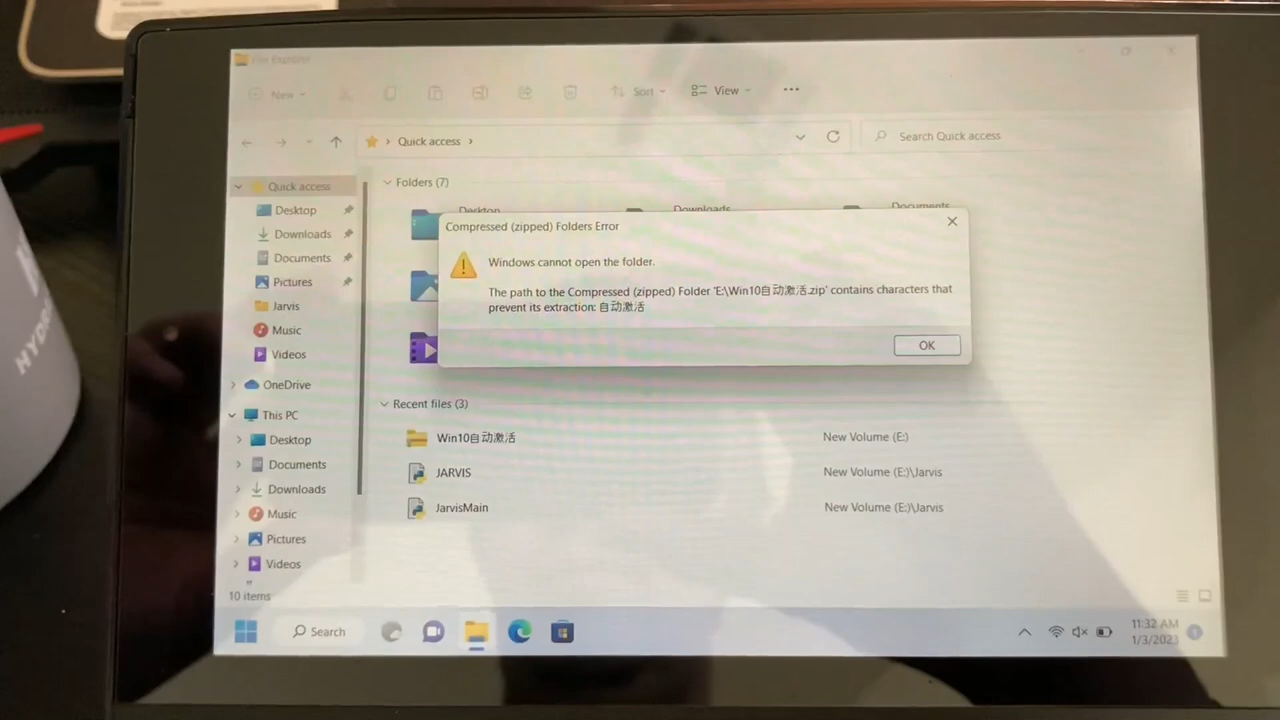 File Explorer
New
Sort
View
Quick access
Search Quick access
Quick access
Desktop
Downloads
Documents
Pictures
Jarvis
Music
Videos
OneDrive
This PC
Desktop
Documents
Downloads
Music
Pictures
Videos
10 items
Folders (7)
Desktop
Downloads
Documents
Compressed (zipped) Folders Error
Windows cannot open the folder.
The path to the Compressed (zipped) Folder 'E:\Win10自动激活.zip' contains characters that
prevent its extraction: 自动激活
OK
Recent files (3)
Win10自动激活 New Volume (E:)
JARVIS New Volume (E:)\Jarvis
JarvisMain New Volume (E:)\Jarvis
Search
11:32 AM
1/3/2023
1